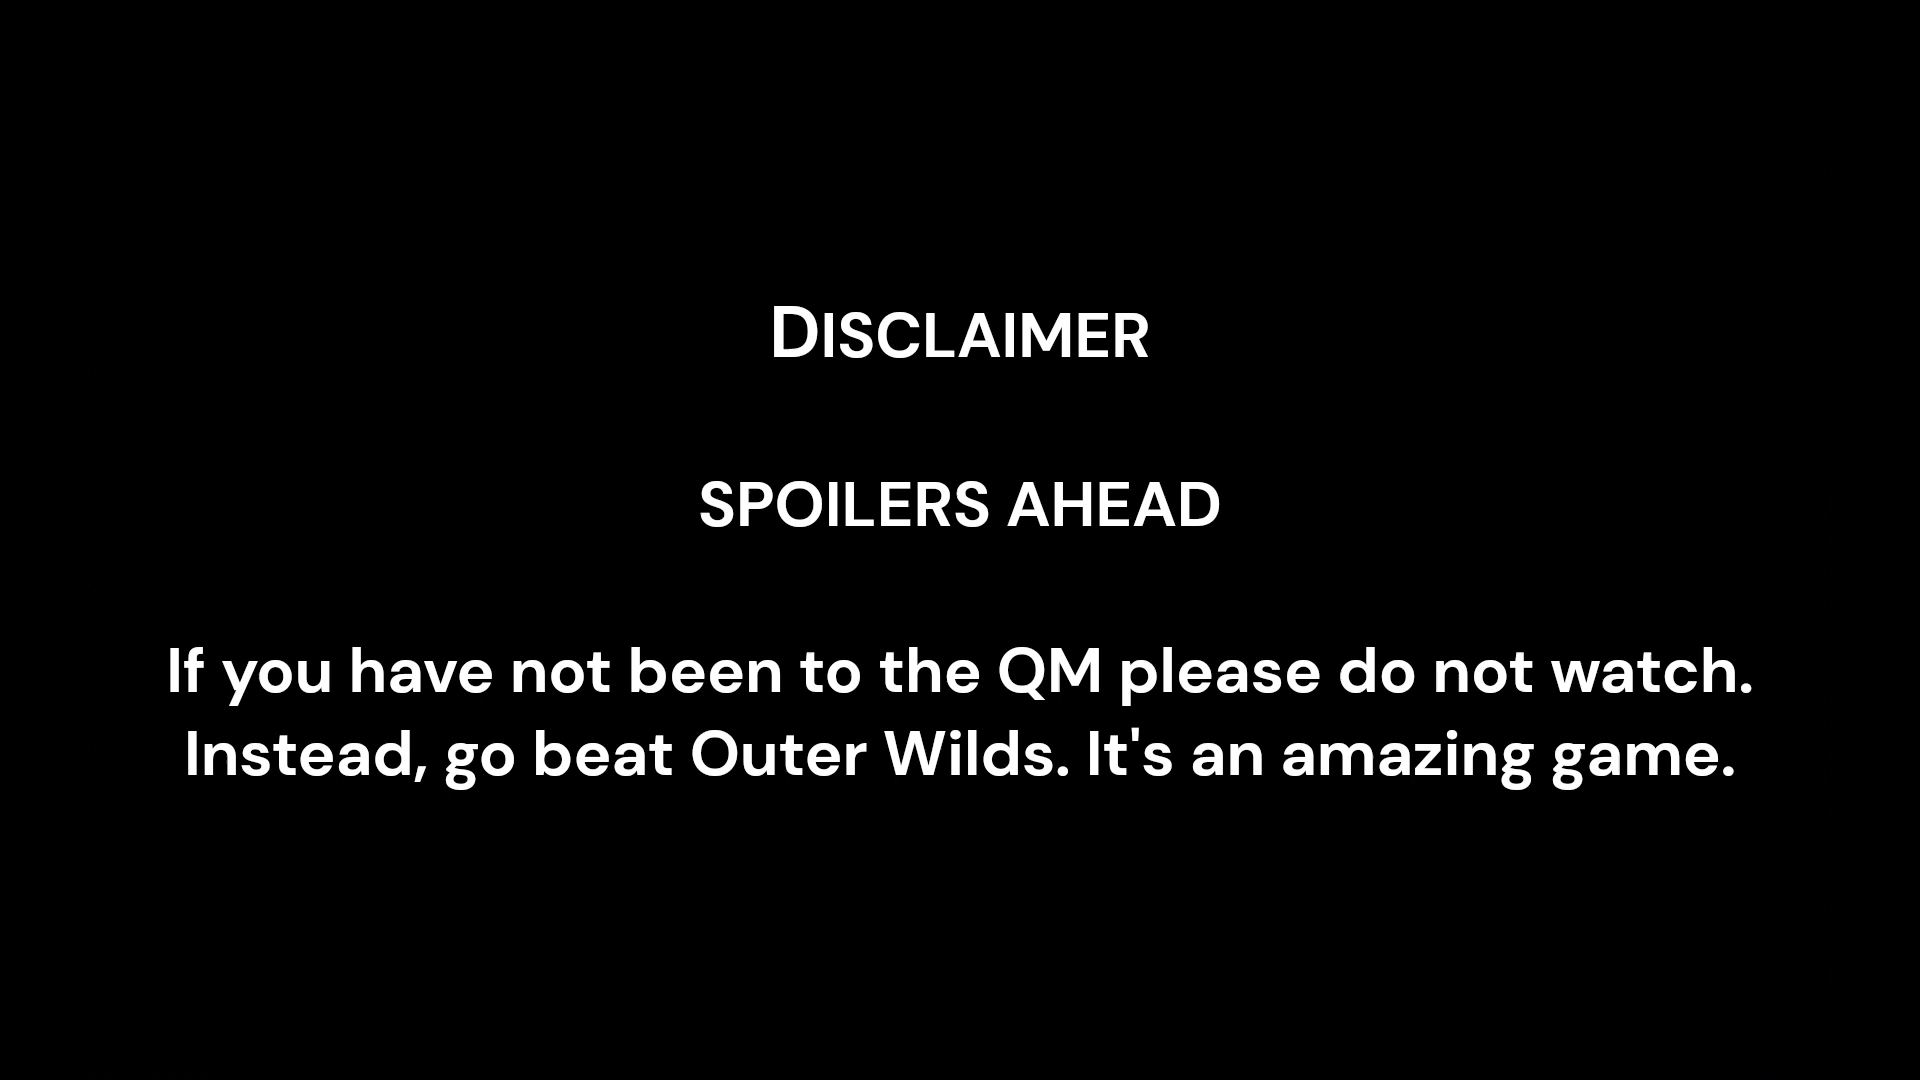 DISCLAIMER
SPOILERS AHEAD
If you have not been to the QM please do not watch.
Instead, go beat Outer Wilds. It's an amazing game.